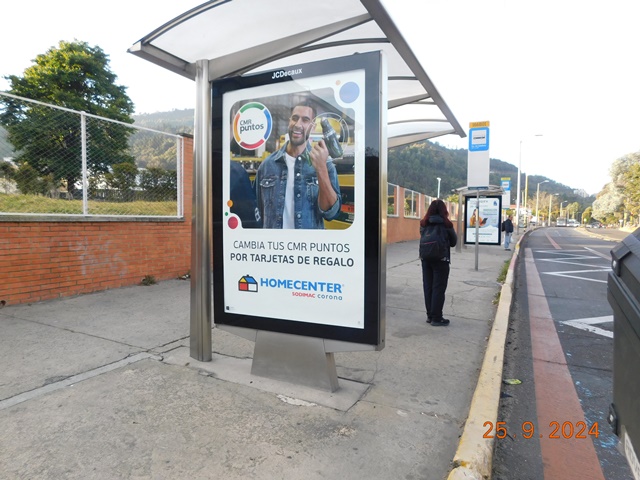 JCDecaux
CMR
puntos
CAMBIA TUS CMR PUNTOS
POR TARJETAS DE REGALO
HOMECENTER
SODIMAC corona
25. 9. 2024